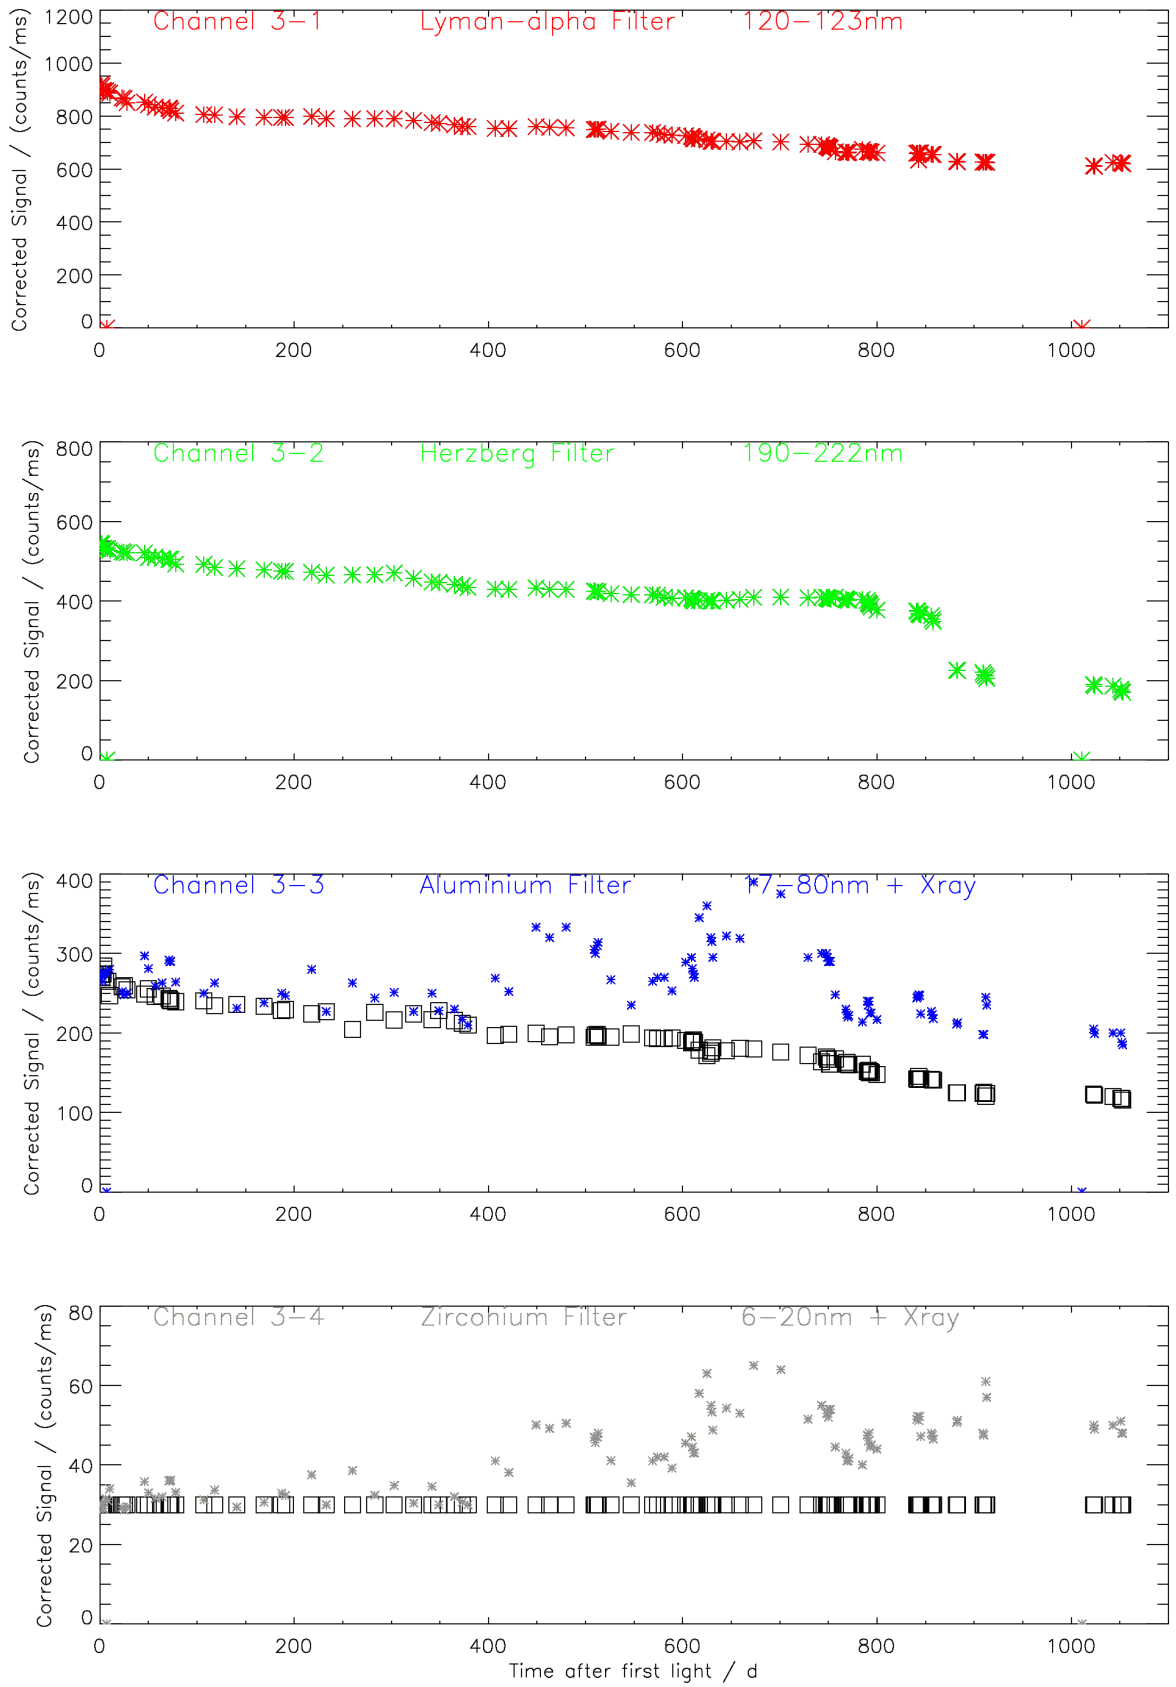 Channel 3-1 Lyman-alpha Filter 120-123nm
Corrected Signal / (counts/ms)
1200
1000
800
600
400
200
0
0 200 400 600 800 1000
Channel 3-2 Herzberg Filter 190-222nm
Corrected Signal / (counts/ms)
800
600
400
200
0
0 200 400 600 800 1000
Channel 3-3 Aluminium Filter 17-80nm + Xray
Corrected Signal / (counts/ms)
400
300
200
100
0
0 200 400 600 800 1000
Channel 3-4 Zirconium Filter 6-20nm + Xray
Corrected Signal / (counts/ms)
80
60
40
20
0
0 200 400 600 800 1000
Time after first light / d